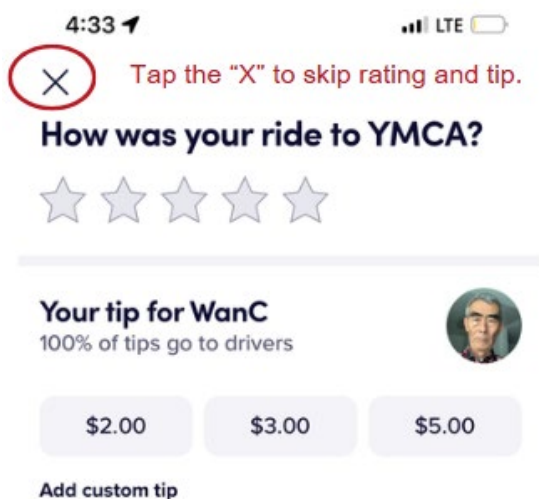 4:33 LTE
X Tap the “X” to skip rating and tip.
How was your ride to YMCA?
Your tip for WanC
100% of tips go to drivers
$2.00 $3.00 $5.00
Add custom tip